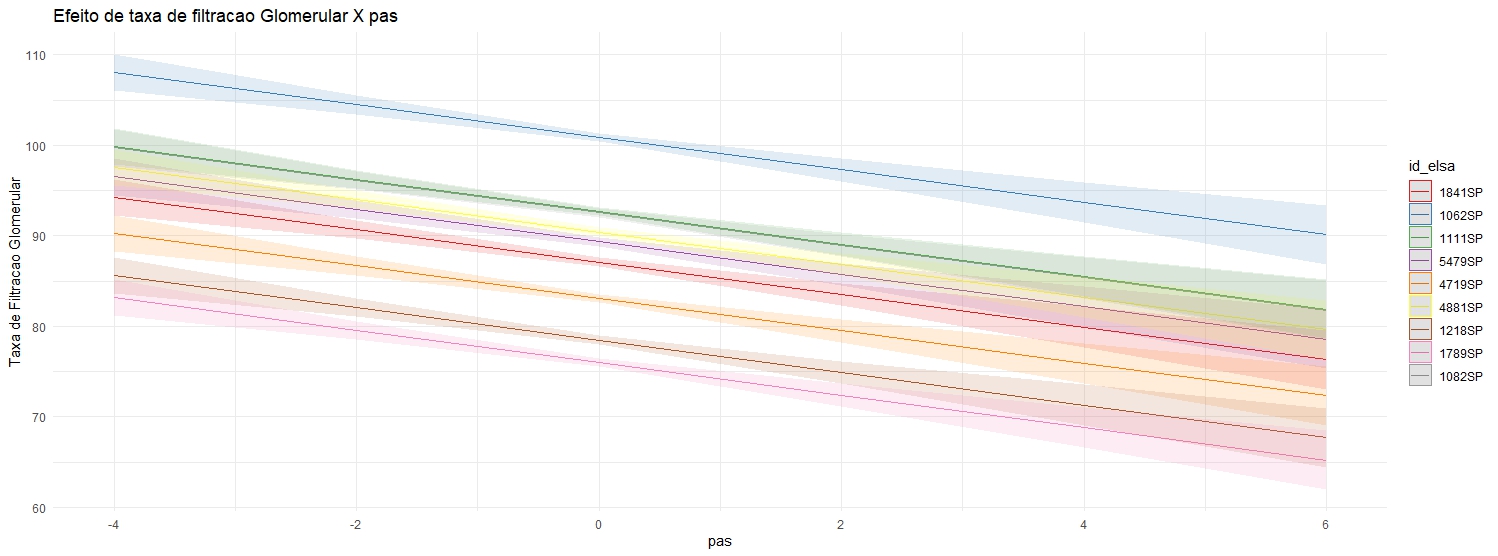 Efeito de taxa de filtracao Glomerular X pas
Taxa de Filtracao Glomerular
110
100
90
80
70
60
-4
-2
0
2
4
6
pas
id_elsa
1841SP
1062SP
1111SP
5479SP
4719SP
4881SP
1218SP
1789SP
1082SP